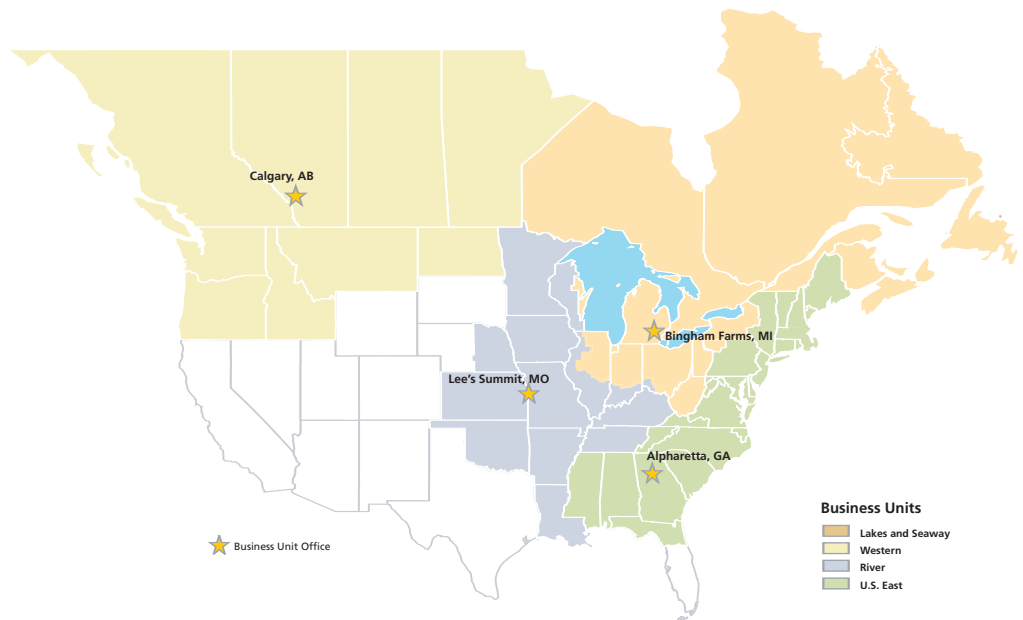 Calgary, AB
Bingham Farms, MI
Lee's Summit, MO
Alpharetta, GA
Business Unit Office
Business Units
Lakes and Seaway
Western
River
U.S. East